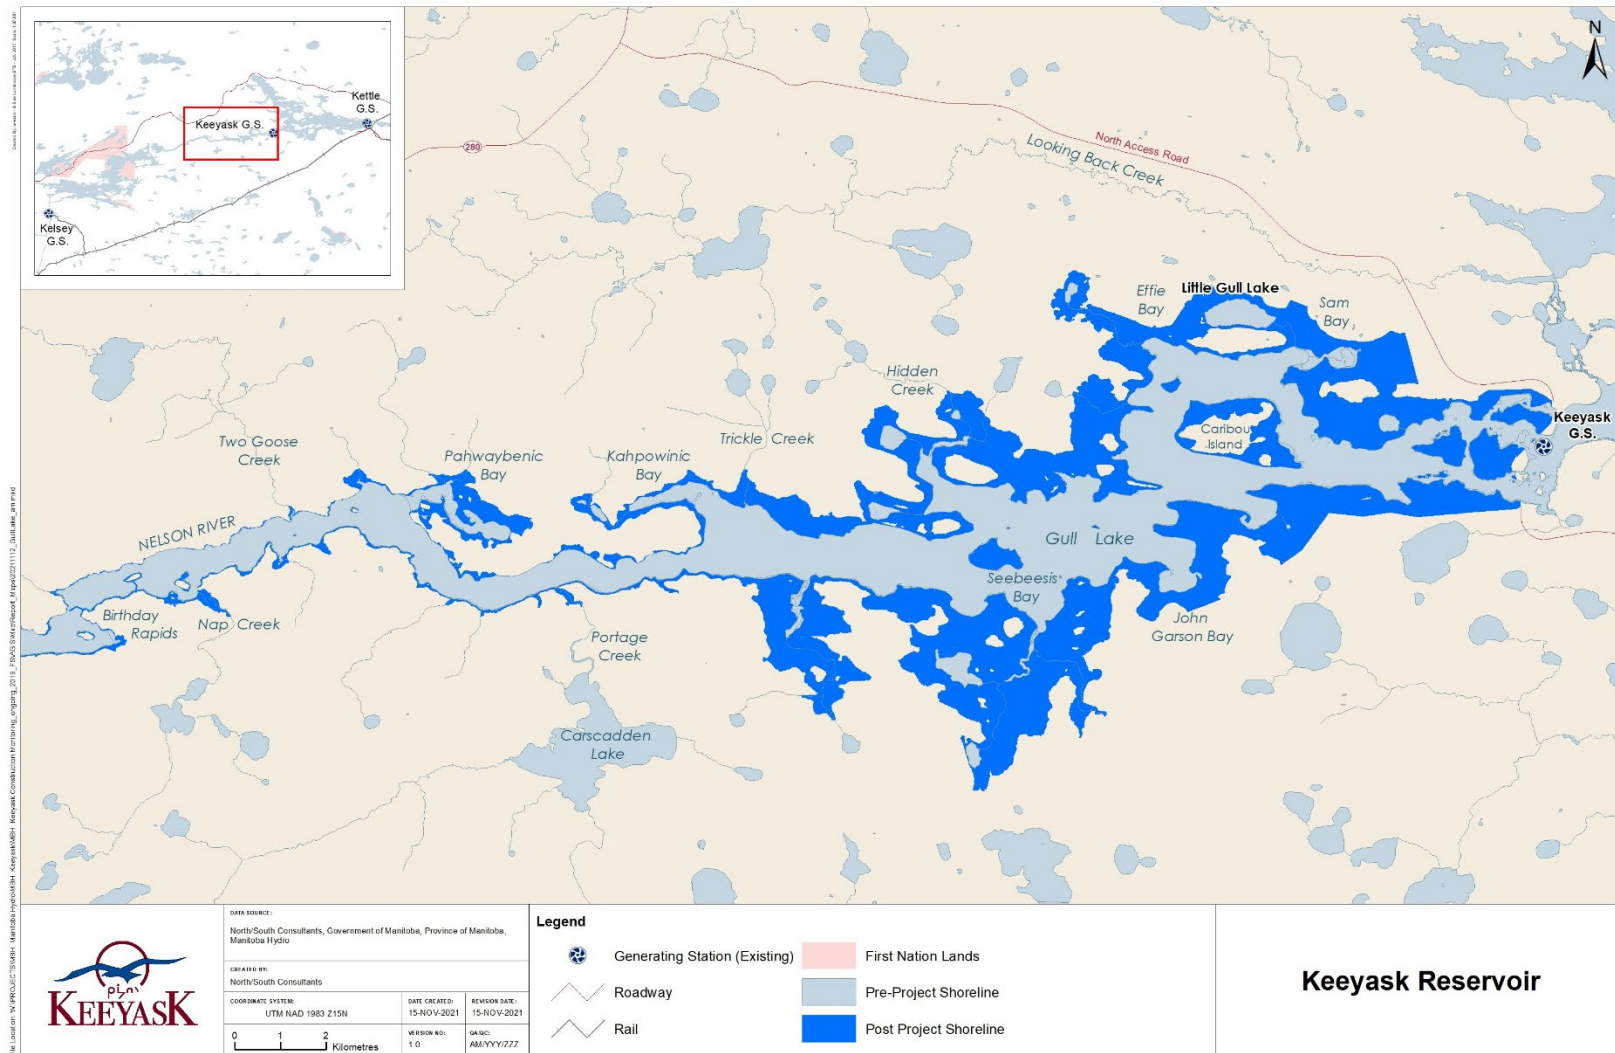 Kettle
G.S.
Keeyask G.S.
Kelsey
G.S.
N
280
North Access Road
Looking Back Creek
Effie
Bay
Little Gull Lake
Sam
Bay
Hidden
Creek
Keeyask
G.S.
Caribou
Island
Two Goose
Creek
Pahwaybenic
Bay
Kahpowinic
Bay
Trickle Creek
NELSON RIVER
Gull Lake
Seebeesis
Bay
Birthday
Rapids
Nap Creek
Portage
Creek
John
Garson Bay
Carscadden
Lake
KEEYASK
DATA SOURCE:
North/South Consultants, Government of Manitoba, Province of Manitoba,
Manitoba Hydro
CREATED BY:
North/South Consultants
COORDINATE SYSTEM:
UTM NAD 1983 Z15N
DATE CREATED:
15-NOV-2021
REVISION DATE:
15-NOV-2021
0 1 2
Kilometres
VERSION NO:
1.0
QA/QC:
AM/YYY/ZZZ
Legend
Generating Station (Existing)
Roadway
Rail
First Nation Lands
Pre-Project Shoreline
Post Project Shoreline
Keeyask Reservoir